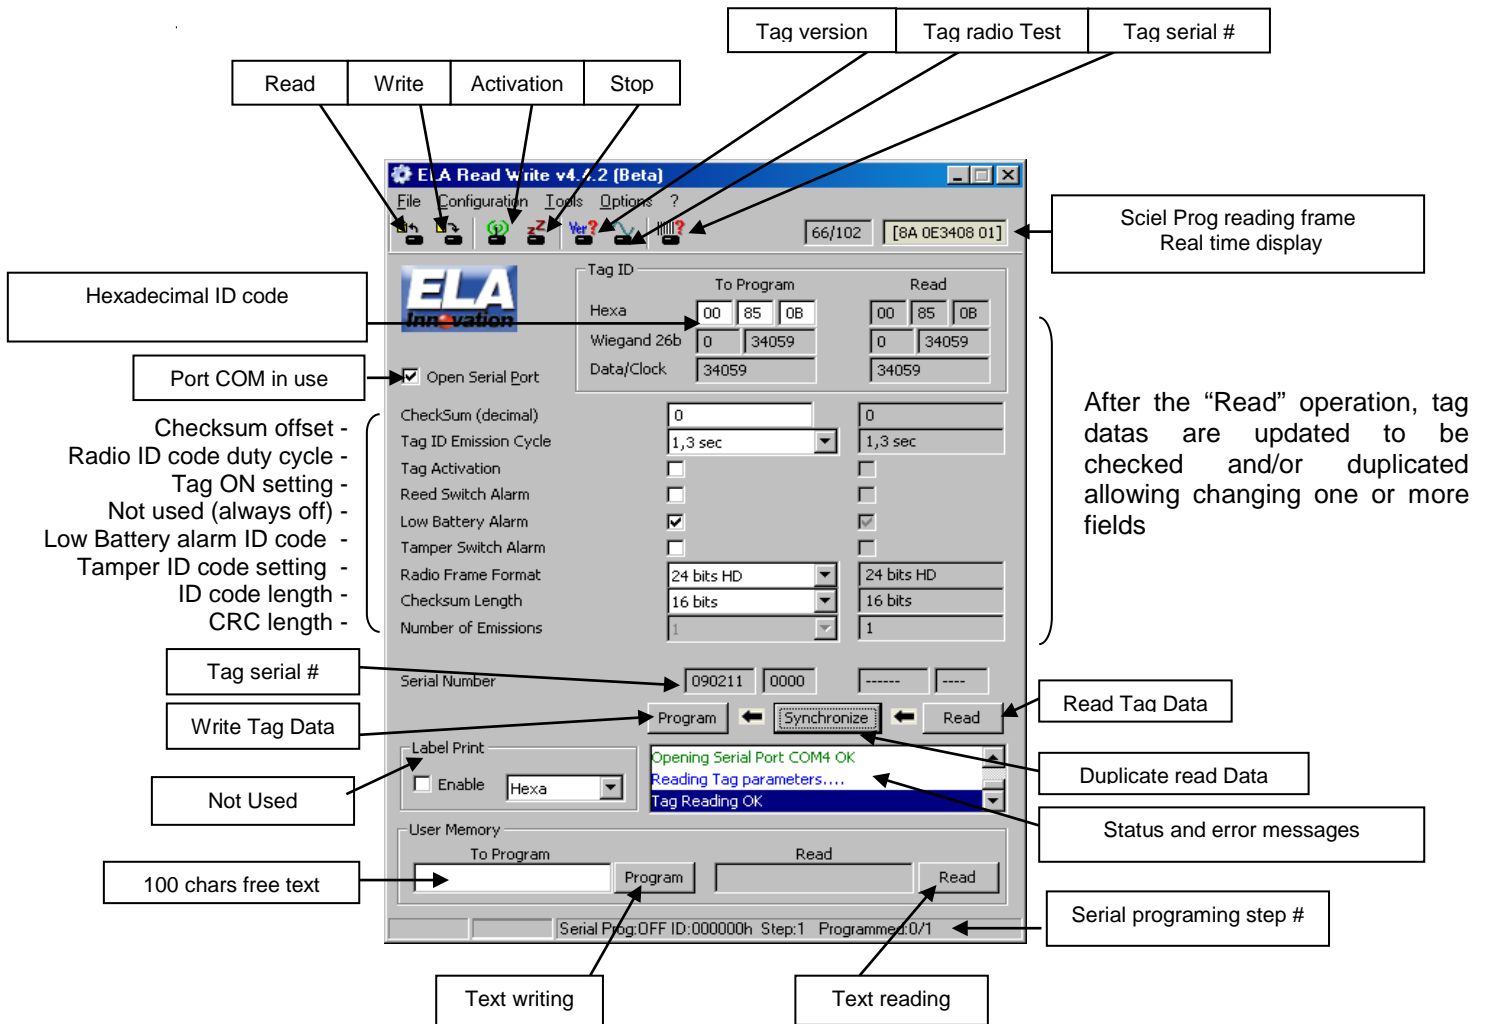 Tag version Tag radio Test Tag serial #
Read Write Activation Stop
ELA Read Write v4.4.2 (Beta)
File Configuration Tools Options ?
Ver?
66/102 [8A 0E3408 01]
Sciel Prog reading frame
Real time display
Hexadecimal ID code
ELA
Innovation
Tag ID
To Program Read
Hexa 00 85 0B 00 85 0B
Wiegand 26b 0 34059 0 34059
Data/Clock 34059 34059
Port COM in use
Open Serial Port
Checksum offset -
Radio ID code duty cycle -
Tag ON setting -
Not used (always off) -
Low Battery alarm ID code -
Tamper ID code setting -
ID code length -
CRC length -
CheckSum (decimal) 0 0
Tag ID Emission Cycle 1,3 sec 1,3 sec
Tag Activation
Reed Switch Alarm
Low Battery Alarm
Tamper Switch Alarm
Radio Frame Format 24 bits HD 24 bits HD
Checksum Length 16 bits 16 bits
Number of Emissions 1 1
After the “Read” operation, tag
datas are updated to be
checked and/or duplicated
allowing changing one or more
fields
Tag serial #
Serial Number 090211 0000 ------ ----
Write Tag Data
Program Synchronize Read
Read Tag Data
Label Print
Enable Hexa
Not Used
Opening Serial Port COM4 OK
Reading Tag parameters....
Tag Reading OK
Duplicate read Data
Status and error messages
User Memory
To Program Read
100 chars free text
Program Read
Serial Prog:OFF ID:000000h Step:1 Programmed:0/1
Serial programing step #
Text writing Text reading